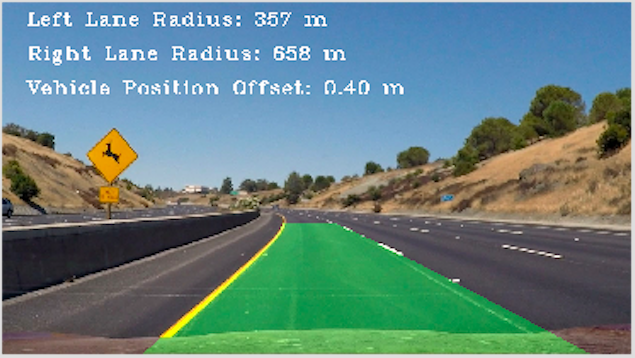 Left Lane Radius: 357 m
Right Lane Radius: 658 m
Vehicle Position Offset: 0.40 m